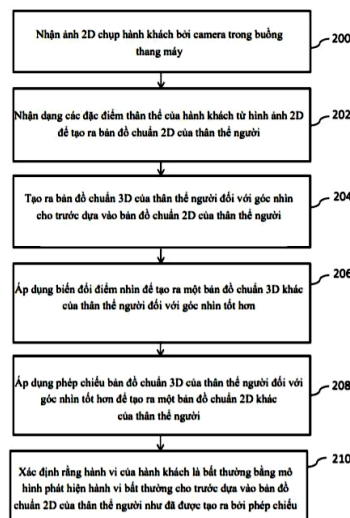 Nhận ảnh 2D chụp hành khách bởi camera trong buồng
thang máy
200
Nhận dạng các đặc điểm thân thể của hành khách từ hình ảnh 2D
để tạo ra bản đồ chuẩn 2D của thân thể người
202
Tạo ra bản đồ chuẩn 3D của thân thể người đối với góc nhìn
cho trước dựa vào bản đồ chuẩn 2D của thân thể người
204
Áp dụng biến đổi điểm nhìn để tạo ra một bản đồ chuẩn 3D khác
của thân thể người đối với góc nhìn tốt hơn
206
Áp dụng phép chiếu bản đồ chuẩn 3D của thân thể người đối với
góc nhìn tốt hơn để tạo ra một bản đồ chuẩn 2D khác
của thân thể người
208
Xác định rằng hành vi của hành khách là bất thường bằng mô
hình phát hiện hành vi bất thường cho trước dựa vào bản đồ
chuẩn 2D của thân thể người như đã được tạo ra bởi phép chiếu
210